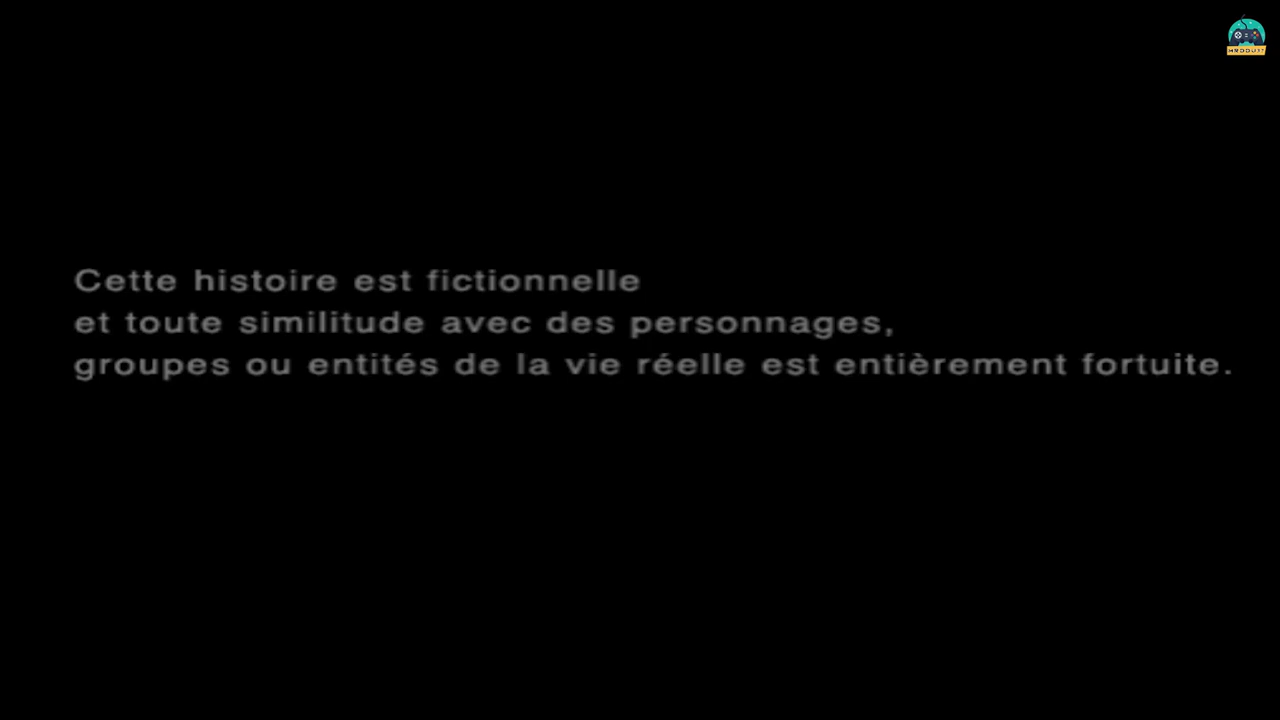 Cette histoire est fictionnelle
et toute similitude avec des personnages,
groupes ou entités de la vie réelle est entièrement fortuite.